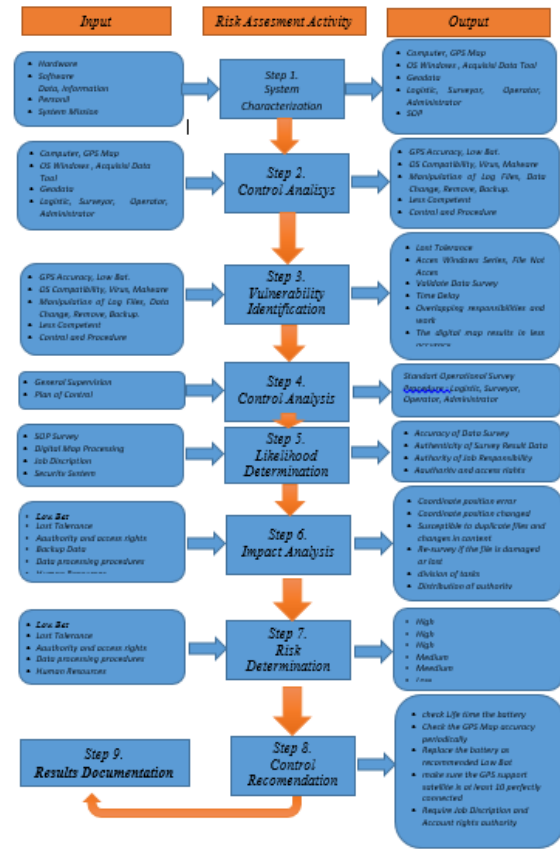 Input
Risk Assesment Activity
Output
Hardware
Software
Data, Information
Personil
System Mission
Step 1.
System
Characterization
Computer, GPS Map
OS Windows , Acquisisi Data Tool
Geodata
Logistic, Surveyor, Operator,
Administrator
SOP
Computer, GPS Map
OS Windows , Acquisisi Data
Tool
Geodata
Logistic, Surveyor, Operator,
Administrator
Step 2.
Control Analisys
GPS Accuracy, Low Bat.
OS Compatibility, Virus, Malware
Manipulation of Log Files, Data
Change, Remove, Backup.
Less Competent
Control and Procedure
GPS Accuracy, Low Bat.
OS Compatibility, Virus, Malware
Manipulation of Log Files, Data
Change, Remove, Backup.
Less Competent
Control and Procedure
Step 3.
Vulnerability
Identification
Lost Tolerance
Acces Windows Series, File Not
Acces
Validate Data Survey
Time Delay
Overlapping responsibilities and
work
The digital map results in less
General Supervision
Plan of Control
Step 4.
Control Analysis
Standart Operational Survey
Procedure, Logistic, Surveyor,
Operator, Administrator
SOP Survey
Digital Map Processing
Job Discription
Security System
Step 5.
Likelihood
Determination
Accuracy of Data Survey
Authenticity of Survey Result Data
Authority of Job Responsibility
Aauthority and access rights
Low Bat
Lost Tolerance
Aauthority and access rights
Backup Data
Data processing procedures
Human Resources
Step 6.
Impact Analysis
Coordinate position error
Coordinate position changed
Susceptible to duplicate files and
changes in content
Re-survey if the file is damaged
or lost
division of tasks
Distribution of authority
Low Bat
Lost Tolerance
Aauthority and access rights
Data processing procedures
Human Resources
Step 7.
Risk
Determination
High
High
High
Medium
Meedium
Low
Step 9.
Results Documentation
Step 8.
Control
Recomendation
check Life time the battery
Check the GPS Map accuracy
periodically
Replace the battery as
recommended Low Bat
make sure the GPS support
satellite is at least 10 perfectly
connected
Require Job Discription and
Account rights authority